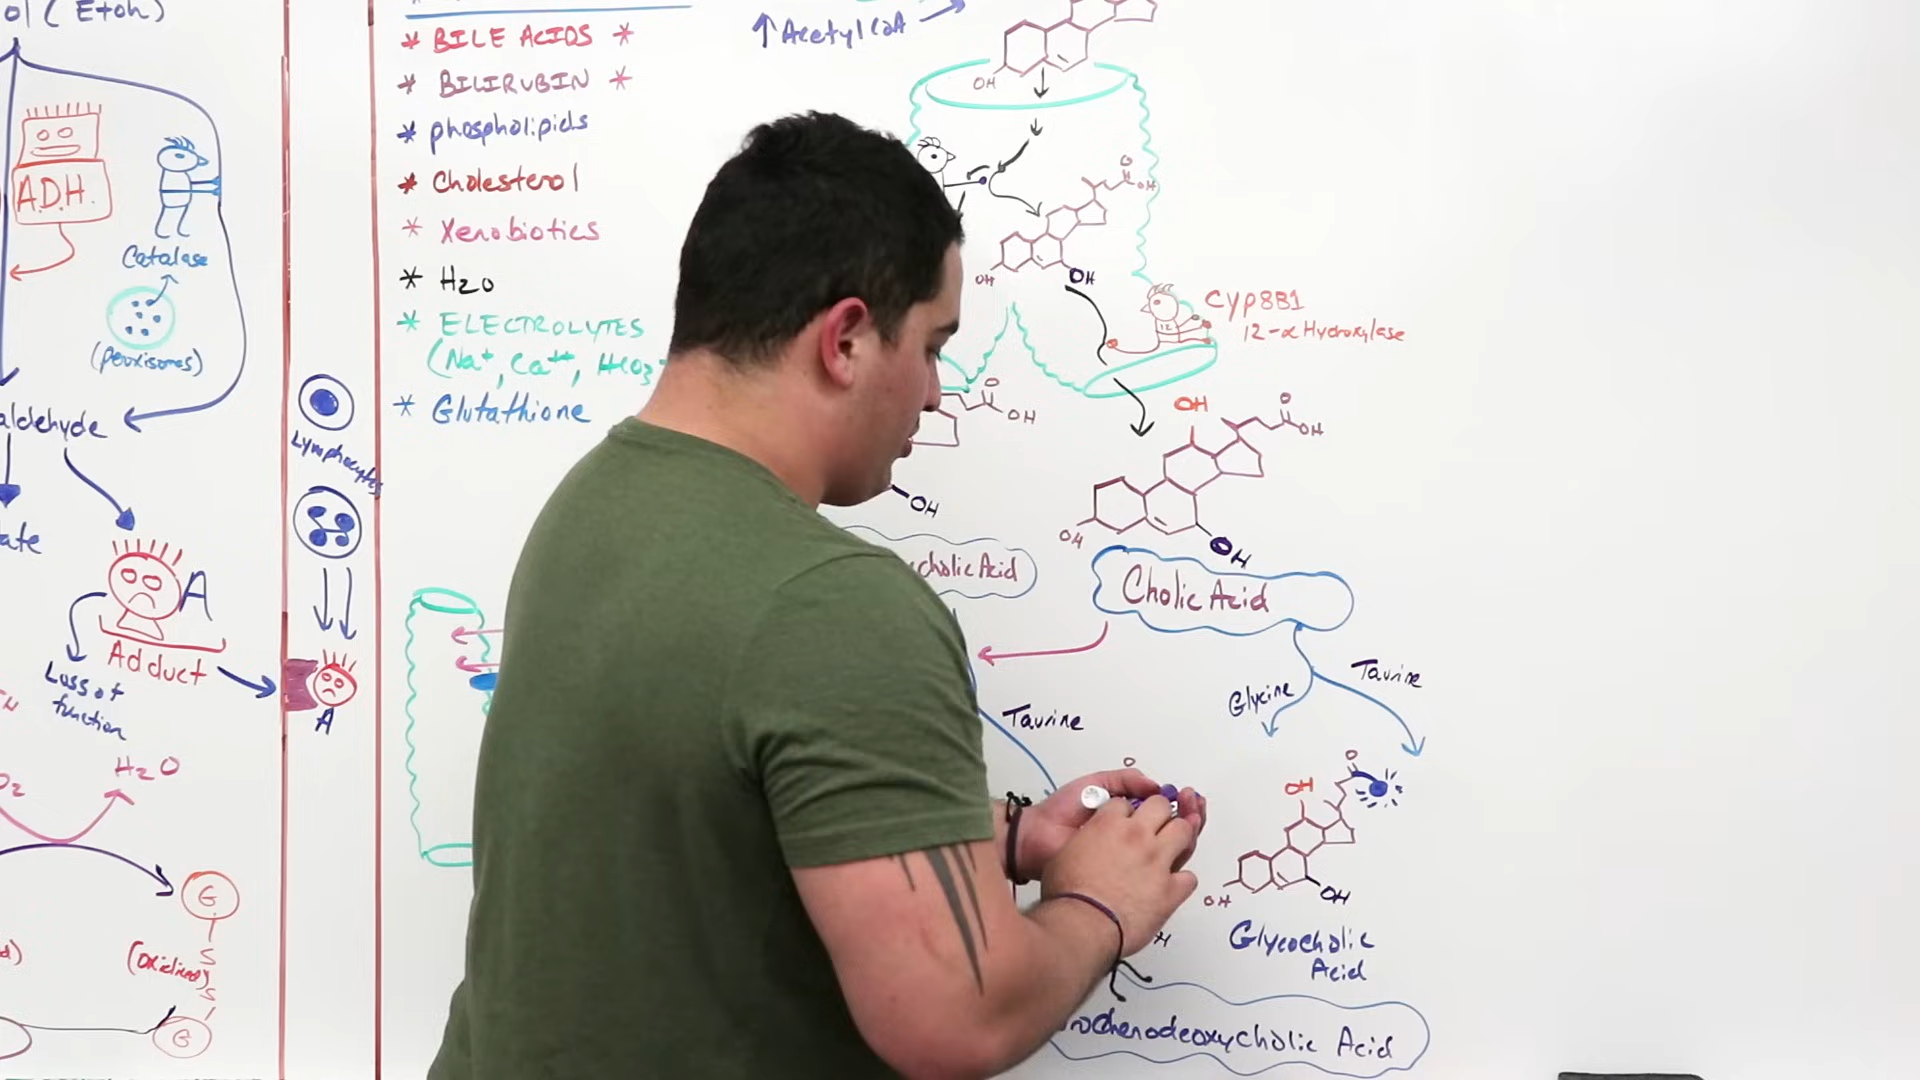 ol (EtOH)
A.D.H.
Catalase
(peroxisomes)
aldehyde
ate
A
Adduct
Loss of
function
O2
H2O
G
S
S
G
Lymphocytes
A
* BILE ACIDS *
* BILIRUBIN *
* phospholipids
* Cholesterol
* Xenobiotics
* H2O
* ELECTROLYTES
(Na+, Ca++, HCO3-
* Glutathione
↑Acetyl CoA
OH
O
OH
OH
OH
CYP8B1
12-α Hydroxylase
12
O
OH
OH
cholic Acid
OH
O
OH
OH
OH
Cholic Acid
Taurine
Glycine
Taurine
O
O
OH
OH
OH
Glycocholic
Acid
rochenodeoxycholic Acid